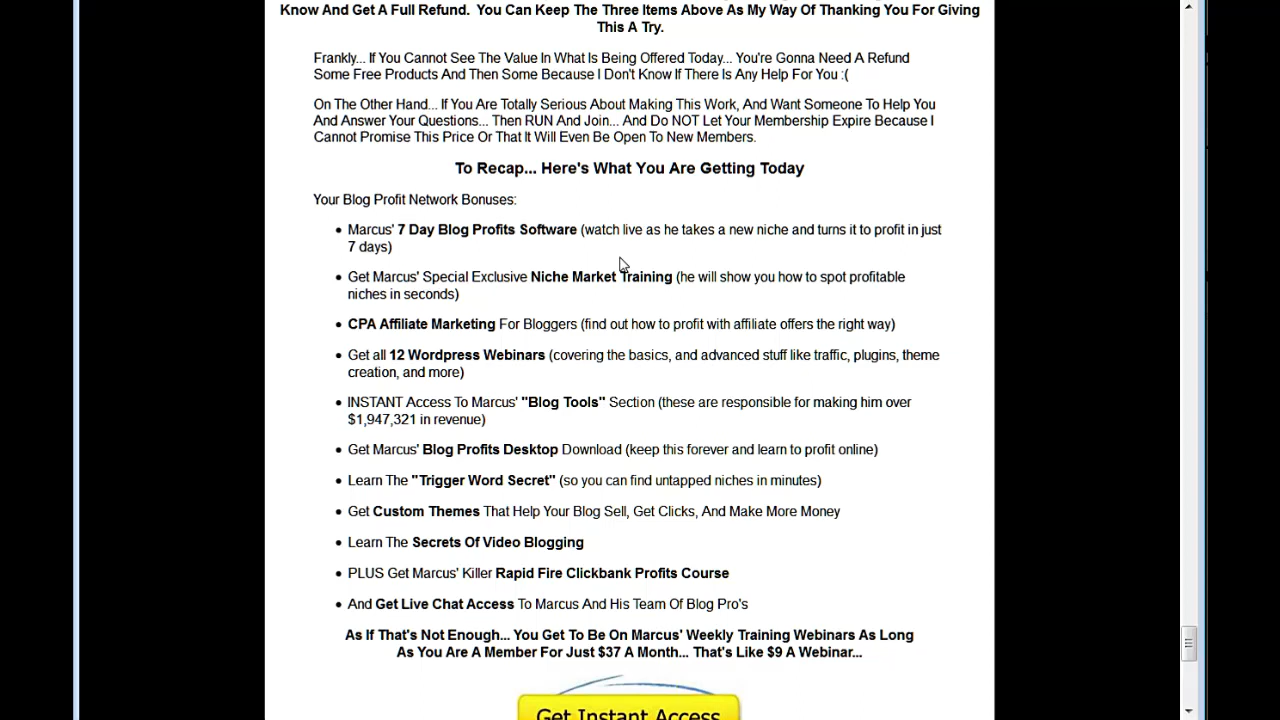 Know And Get A Full Refund. You Can Keep The Three Items Above As My Way Of Thanking You For Giving
This A Try.
Frankly... If You Cannot See The Value In What Is Being Offered Today... You're Gonna Need A Refund
Some Free Products And Then Some Because I Don't Know If There Is Any Help For You :(
On The Other Hand... If You Are Totally Serious About Making This Work, And Want Someone To Help You
And Answer Your Questions... Then RUN And Join... And Do NOT Let Your Membership Expire Because I
Cannot Promise This Price Or That It Will Even Be Open To New Members.
To Recap... Here's What You Are Getting Today
Your Blog Profit Network Bonuses:
• Marcus' 7 Day Blog Profits Software (watch live as he takes a new niche and turns it to profit in just
7 days)
• Get Marcus' Special Exclusive Niche Market Training (he will show you how to spot profitable
niches in seconds)
• CPA Affiliate Marketing For Bloggers (find out how to profit with affiliate offers the right way)
• Get all 12 Wordpress Webinars (covering the basics, and advanced stuff like traffic, plugins, theme
creation, and more)
• INSTANT Access To Marcus' "Blog Tools" Section (these are responsible for making him over
$1,947,321 in revenue)
• Get Marcus' Blog Profits Desktop Download (keep this forever and learn to profit online)
• Learn The "Trigger Word Secret" (so you can find untapped niches in minutes)
• Get Custom Themes That Help Your Blog Sell, Get Clicks, And Make More Money
• Learn The Secrets Of Video Blogging
• PLUS Get Marcus' Killer Rapid Fire Clickbank Profits Course
• And Get Live Chat Access To Marcus And His Team Of Blog Pro's
As If That's Not Enough... You Get To Be On Marcus' Weekly Training Webinars As Long
As You Are A Member For Just $37 A Month... That's Like $9 A Webinar...
Get Instant Access